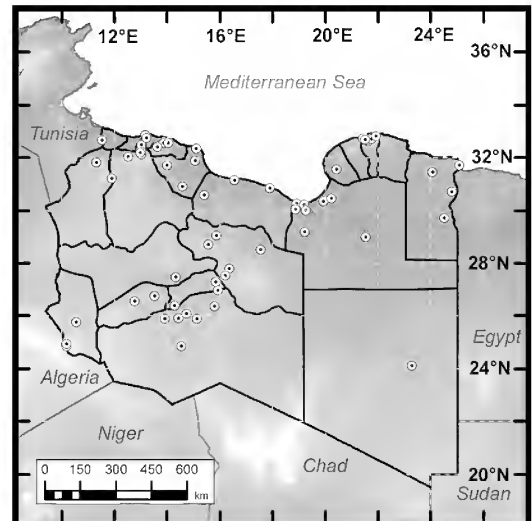 12°E 16°E 20°E 24°E
36°N
Mediterranean Sea
Tunisia
32°N
28°N
Egypt
Algeria
24°N
Niger
Chad
0 150 300 450 600
km
20°N
Sudan